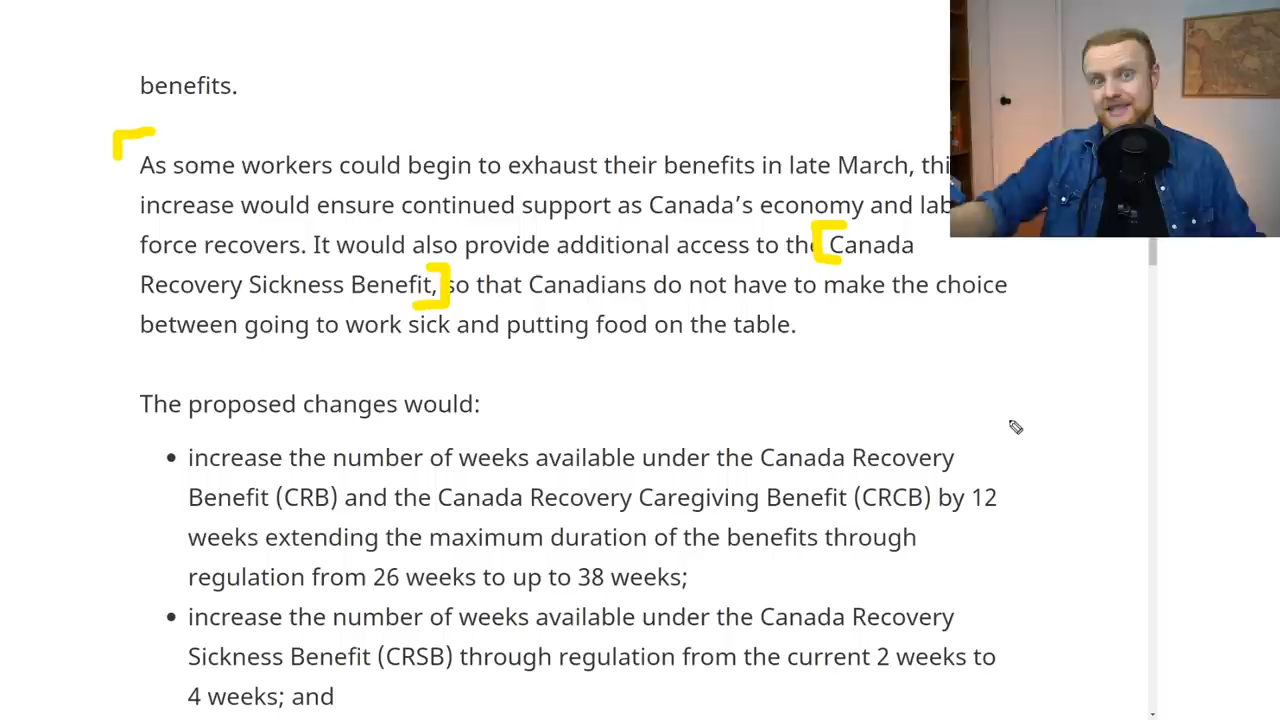 benefits.
As some workers could begin to exhaust their benefits in late March,
increase would ensure continued support as Canada’s economy and
force recovers. It would also provide additional access to the Canada
Recovery Sickness Benefit, so that Canadians do not have to make the choice
between going to work sick and putting food on the table.
The proposed changes would:
• increase the number of weeks available under the Canada Recovery
Benefit (CRB) and the Canada Recovery Caregiving Benefit (CRCB) by 12
weeks extending the maximum duration of the benefits through
regulation from 26 weeks to up to 38 weeks;
• increase the number of weeks available under the Canada Recovery
Sickness Benefit (CRSB) through regulation from the current 2 weeks to
4 weeks; and